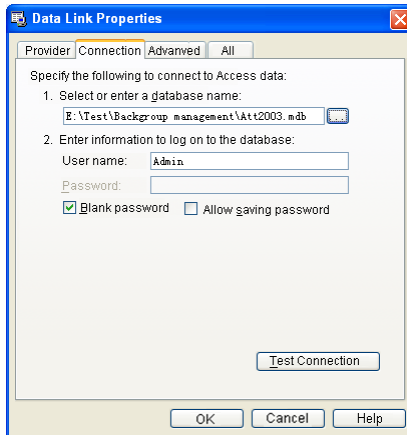 Data Link Properties
Provider Connection Advanved All
Specify the following to connect to Access data:
1. Select or enter a database name:
E:\Test\Backgroup management\Att2003.mdb ...
2. Enter information to log on to the database:
User name: Admin
Password:
Blank password Allow saving password
Test Connection
OK Cancel Help